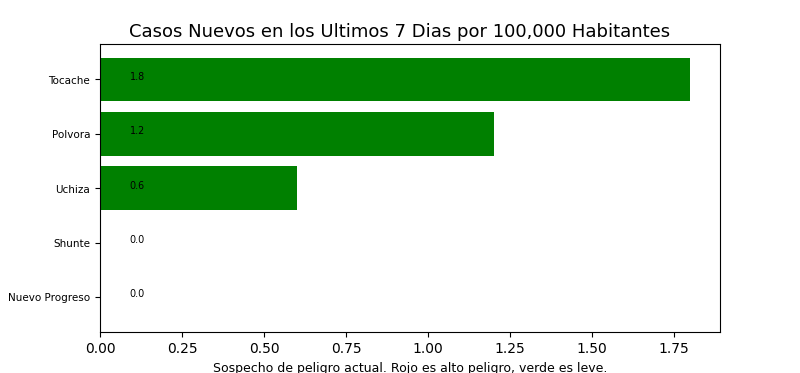 Casos Nuevos en los Ultimos 7 Dias por 100,000 Habitantes
Tocache 1.8
Polvora 1.2
Uchiza 0.6
Shunte 0.0
Nuevo Progreso 0.0
0.00 0.25 0.50 0.75 1.00 1.25 1.50 1.75
Sospecho de peligro actual. Rojo es alto peligro, verde es leve.